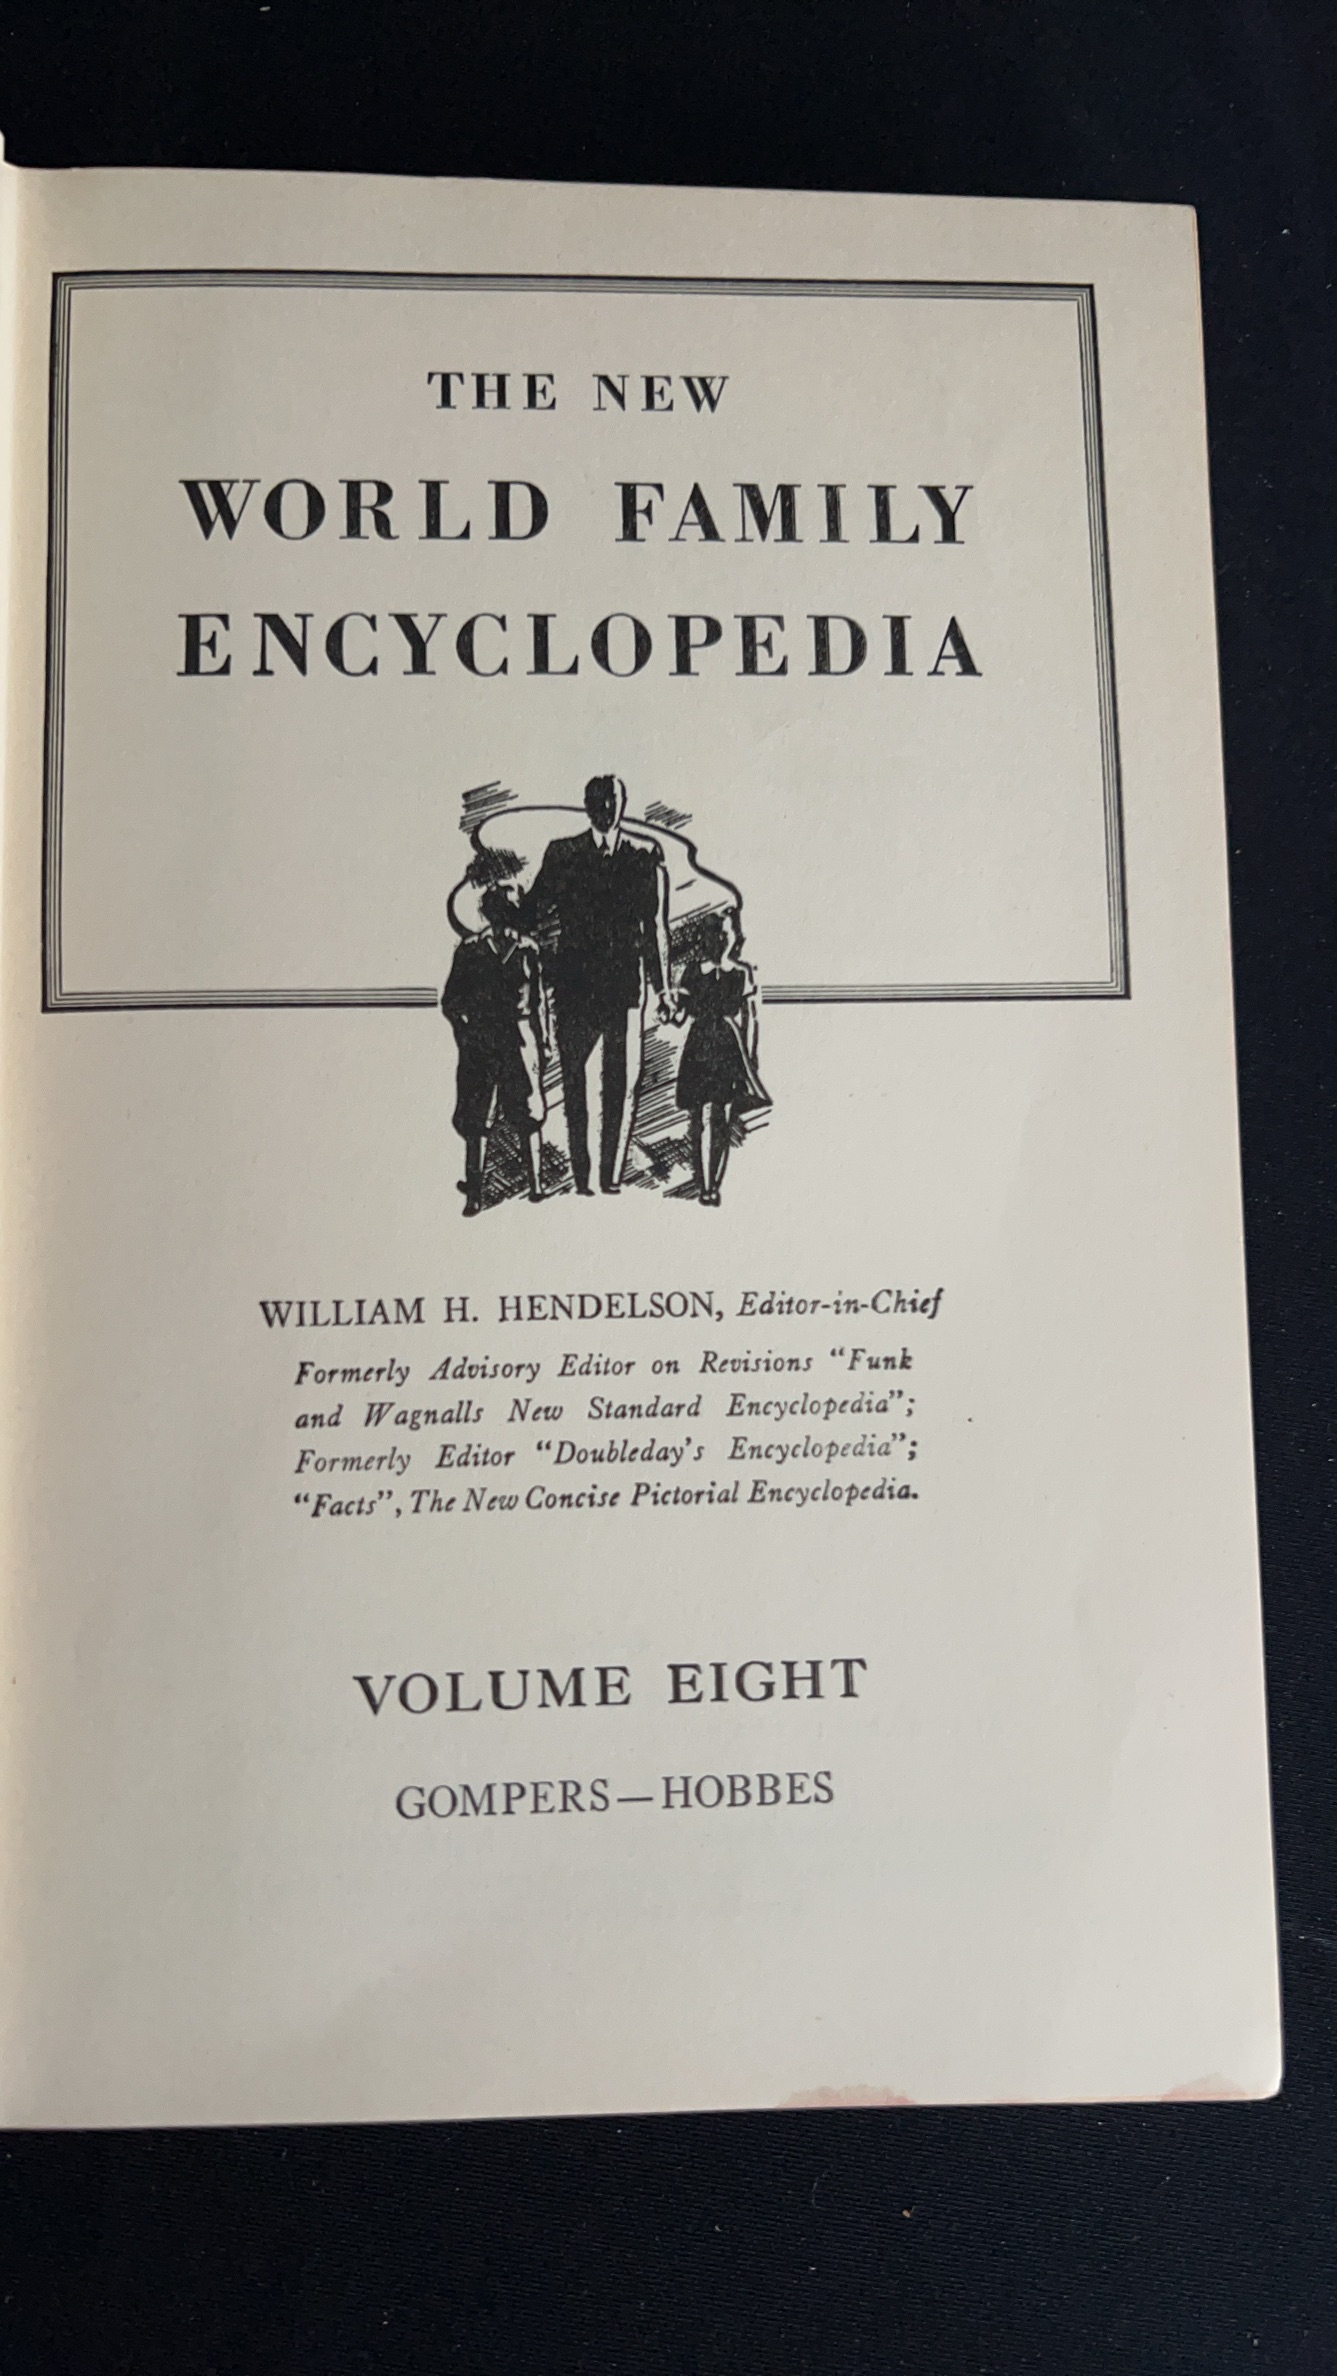 THE NEW
WORLD FAMILY
ENCYCLOPEDIA
WILLIAM H. HENDELSON, Editor-in-Chief
Formerly Advisory Editor on Revisions “Funk
and Wagnalls New Standard Encyclopedia”;
Formerly Editor “Doubleday’s Encyclopedia”;
“Facts”, The New Concise Pictorial Encyclopedia.
VOLUME EIGHT
GOMPERS—HOBBES